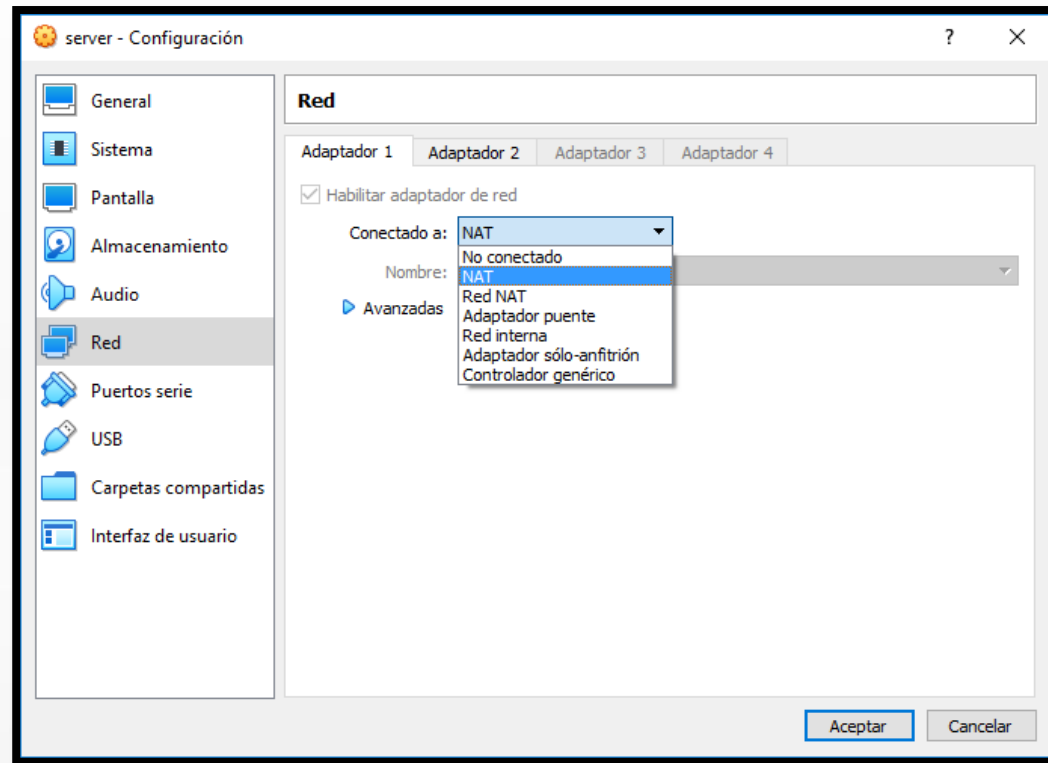 server - Configuración
?
General
Sistema
Pantalla
Almacenamiento
Audio
Red
Puertos serie
USB
Carpetas compartidas
Interfaz de usuario
Red
Adaptador 1 Adaptador 2 Adaptador 3 Adaptador 4
Habilitar adaptador de red
Conectado a: NAT
No conectado
Nombre:
NAT
Red NAT
Avanzadas
Adaptador puente
Red interna
Adaptador sólo-anfitrión
Controlador genérico
Aceptar Cancelar